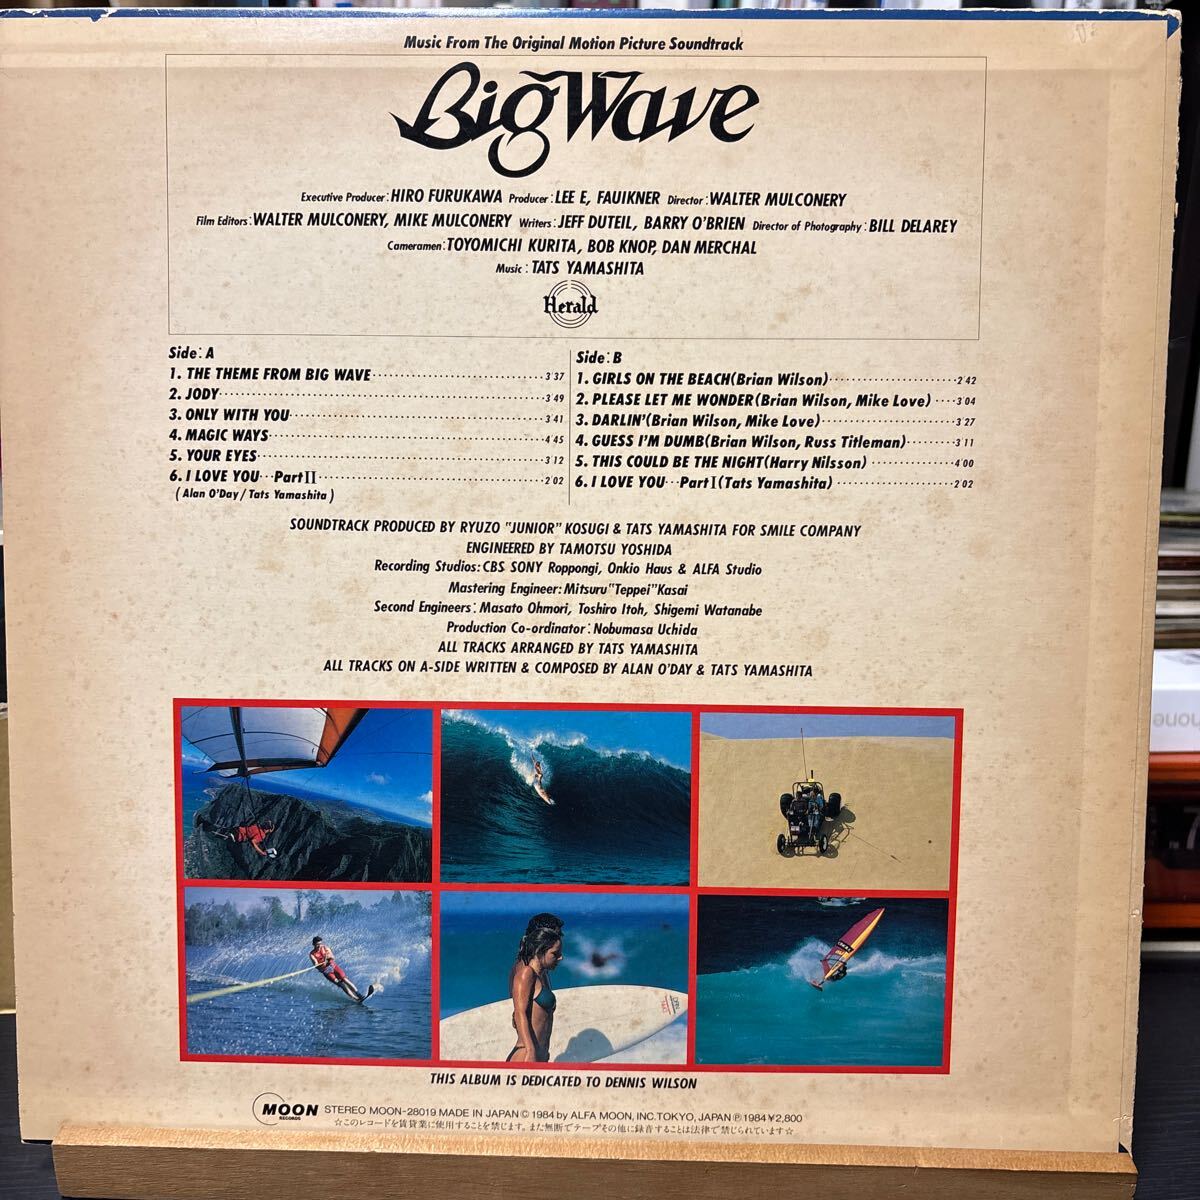 Music From The Original Motion Picture Soundtrack
Big Wave
Executive Producer: HIRO FURUKAWA Producer: LEE E, FAUIKNER Director: WALTER MULCONERY
Film Editors: WALTER MULCONERY, MIKE MULCONERY Writers: JEFF DUTEIL, BARRY O'BRIEN Director of Photography: BILL DELAREY
Cameramen: TOYOMICHI KURITA, BOB KNOP, DAN MERCHAL
Music: TATS YAMASHITA
Herald
Side: A
1. THE THEME FROM BIG WAVE 3'37
2. JODY 3'49
3. ONLY WITH YOU 3'41
4. MAGIC WAYS 4'45
5. YOUR EYES 3'12
6. I LOVE YOU…Part II 2'02
(Alan O'Day / Tats Yamashita)
Side: B
1. GIRLS ON THE BEACH (Brian Wilson) 2'42
2. PLEASE LET ME WONDER (Brian Wilson, Mike Love) 3'04
3. DARLIN' (Brian Wilson, Mike Love) 3'27
4. GUESS I'M DUMB (Brian Wilson, Russ Titleman) 3'11
5. THIS COULD BE THE NIGHT (Harry Nilsson) 4'00
6. I LOVE YOU…Part I (Tats Yamashita) 2'02
SOUNDTRACK PRODUCED BY RYUZO "JUNIOR" KOSUGI & TATS YAMASHITA FOR SMILE COMPANY
ENGINEERED BY TAMOTSU YOSHIDA
Recording Studios: CBS SONY Roppongi, Onkio Haus & ALFA Studio
Mastering Engineer: Mitsuru "Teppei" Kasai
Second Engineers: Masato Ohmori, Toshiro Itoh, Shigemi Watanabe
Production Co-ordinator: Nobumasa Uchida
ALL TRACKS ARRANGED BY TATS YAMASHITA
ALL TRACKS ON A-SIDE WRITTEN & COMPOSED BY ALAN O'DAY & TATS YAMASHITA
THIS ALBUM IS DEDICATED TO DENNIS WILSON
MOON RECORDS STEREO MOON-28019 MADE IN JAPAN © 1984 by ALFA MOON, INC. TOKYO, JAPAN ℗ 1984 ¥2,800
☆このレコードを賃貸業に使用することを禁じます。また無断でテープその他に録音することは法律で禁じられています☆